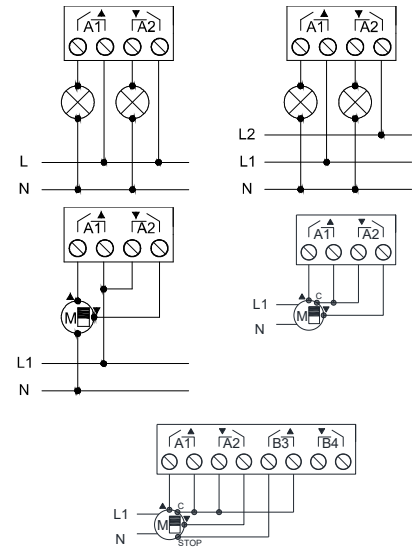 A1 ▲ ▼ A2
A1 ▲ ▼ A2
L
N
L2
L1
N
A1 ▲ ▼ A2
▲ M ▼
L1
N
A1 ▲ ▼ A2
L1
N
▲ C
M ▼
A1 ▲ ▼ A2 B3 ▲ ▼ B4
L1
N
▲ C
M ▼
STOP